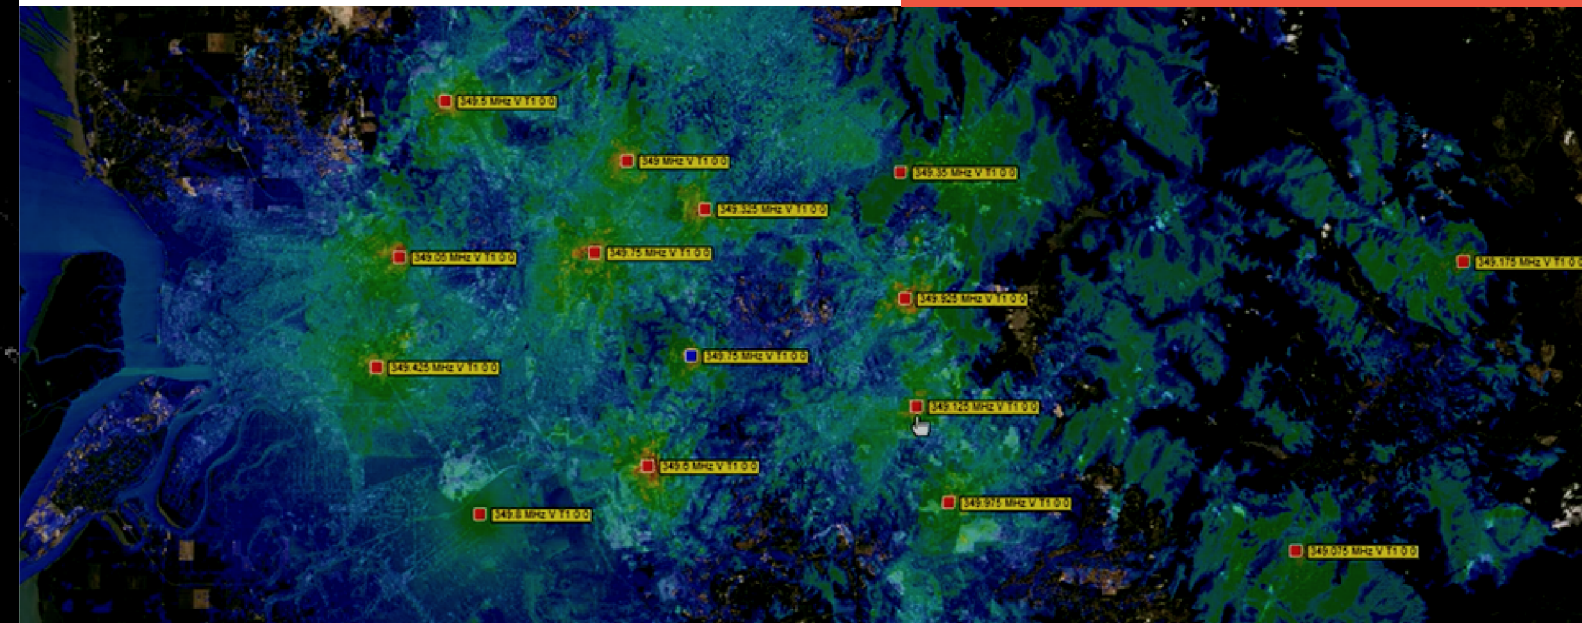 349.5 MHz V T1 0 0
349 MHz V T1 0 0
349.35 MHz V T1 0 0
349.325 MHz V T1 0 0
349.05 MHz V T1 0 0
349.75 MHz V T1 0 0
349.175 MHz V T1 0 0
349.925 MHz V T1 0 0
349.75 MHz V T1 0 0
349.425 MHz V T1 0 0
349.125 MHz V T1 0 0
349.6 MHz V T1 0 0
349.975 MHz V T1 0 0
349.8 MHz V T1 0 0
349.075 MHz V T1 0 0